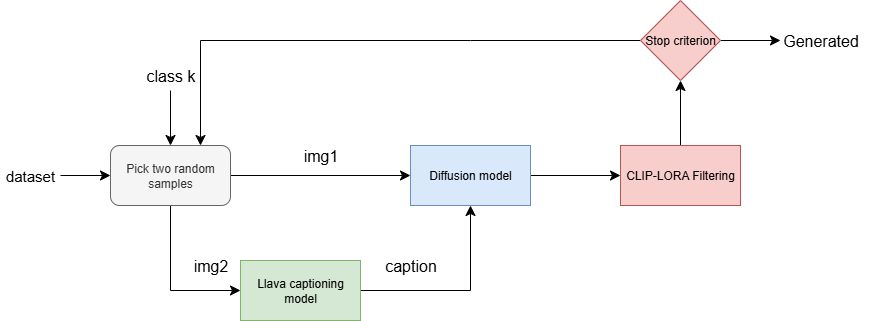 Stop criterion
Generated
class k
dataset
Pick two random
samples
img1
Diffusion model
CLIP-LORA Filtering
img2
Llava captioning
model
caption